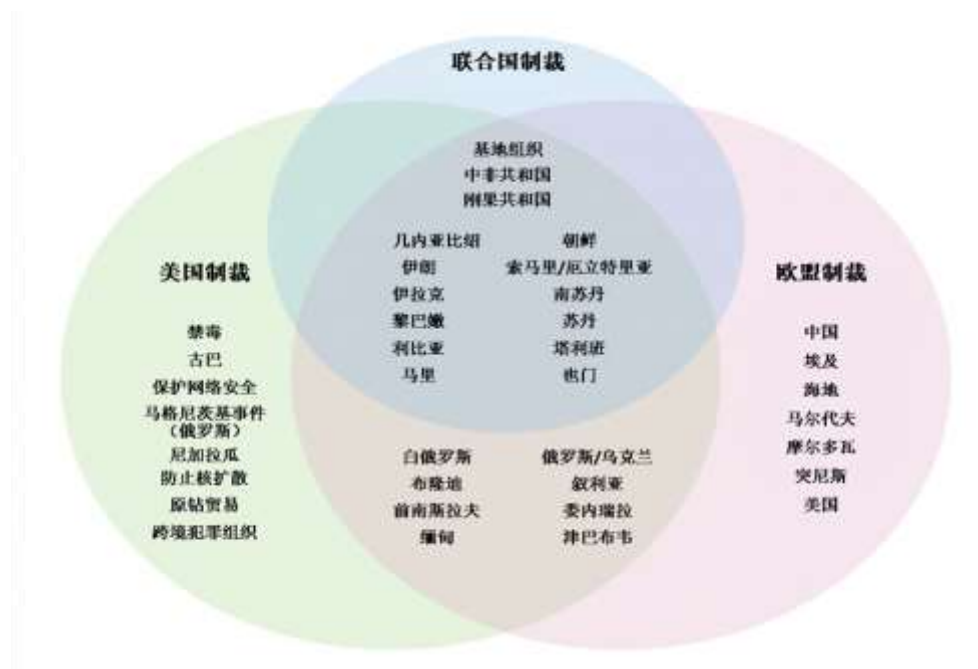 联合国制裁
基地组织
中非共和国
刚果共和国
几内亚比绍 朝鲜
伊朗 索马里/厄立特里亚
伊拉克 南苏丹
黎巴嫩 苏丹
利比亚 塔利班
马里 也门
美国制裁
禁毒
古巴
保护网络安全
马格尼茨基事件
（俄罗斯）
尼加拉瓜
防止核扩散
原钻贸易
跨境犯罪组织
白俄罗斯 俄罗斯/乌克兰
布隆迪 叙利亚
前南斯拉夫 委内瑞拉
缅甸 津巴布韦
欧盟制裁
中国
埃及
海地
马尔代夫
摩尔多瓦
突尼斯
美国